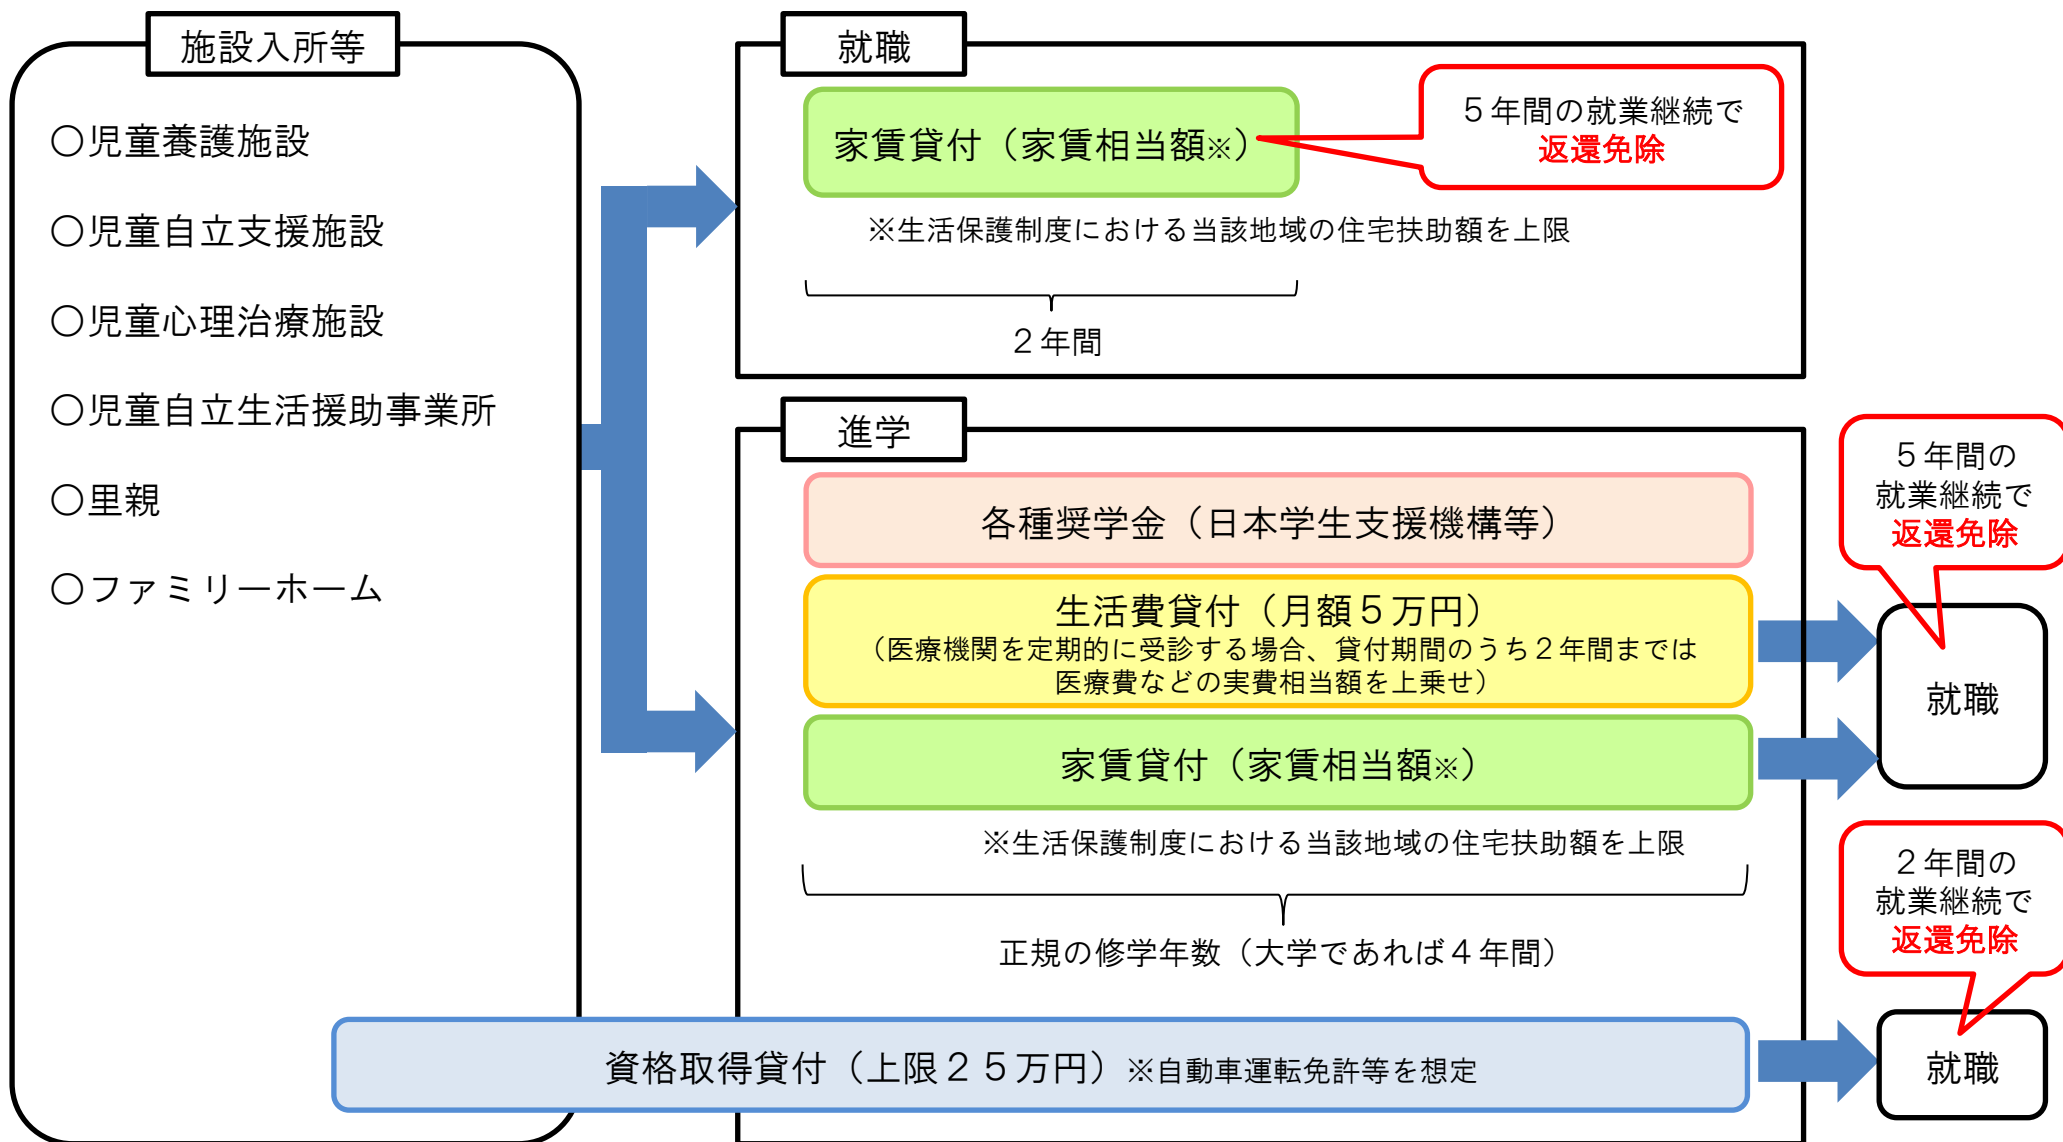 施設入所等
○児童養護施設
○児童自立支援施設
○児童心理治療施設
○児童自立生活援助事業所
○里親
○ファミリーホーム
就職
家賃貸付（家賃相当額※）
５年間の就業継続で
返還免除
※生活保護制度における当該地域の住宅扶助額を上限
２年間
進学
各種奨学金（日本学生支援機構等）
生活費貸付（月額５万円）
（医療機関を定期的に受診する場合、貸付期間のうち２年間までは
医療費などの実費相当額を上乗せ）
家賃貸付（家賃相当額※）
※生活保護制度における当該地域の住宅扶助額を上限
正規の修学年数（大学であれば４年間）
５年間の
就業継続で
返還免除
就職
資格取得貸付（上限２５万円）※自動車運転免許等を想定
２年間の
就業継続で
返還免除
就職